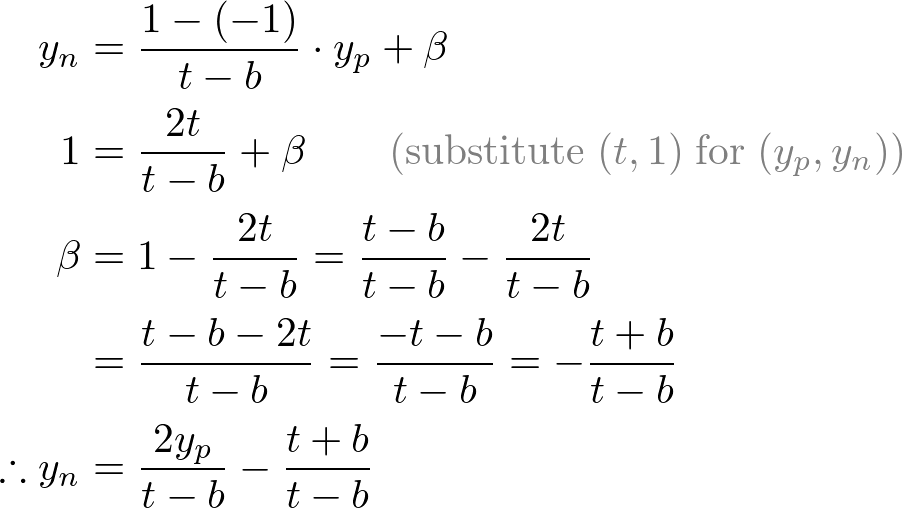 y_n = \frac{1 - (-1)}{t - b} \cdot y_p + \beta
1 = \frac{2t}{t - b} + \beta (substitute (t, 1) for (y_p, y_n))
\beta = 1 - \frac{2t}{t - b} = \frac{t - b}{t - b} - \frac{2t}{t - b}
= \frac{t - b - 2t}{t - b} = \frac{-t - b}{t - b} = -\frac{t + b}{t - b}
\therefore y_n = \frac{2y_p}{t - b} - \frac{t + b}{t - b}